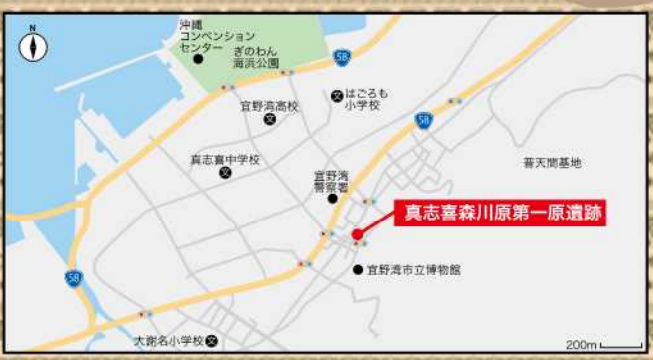 N
沖縄
コンベンション
センター
ぎのわん
海浜公園
58
宜野湾高校
文
文
はごろも
小学校
58
真志喜中学校
文
宜野湾
警察署
普天間基地
真志喜森川原第一原遺跡
宜野湾市立博物館
58
大謝名小学校
文
200m